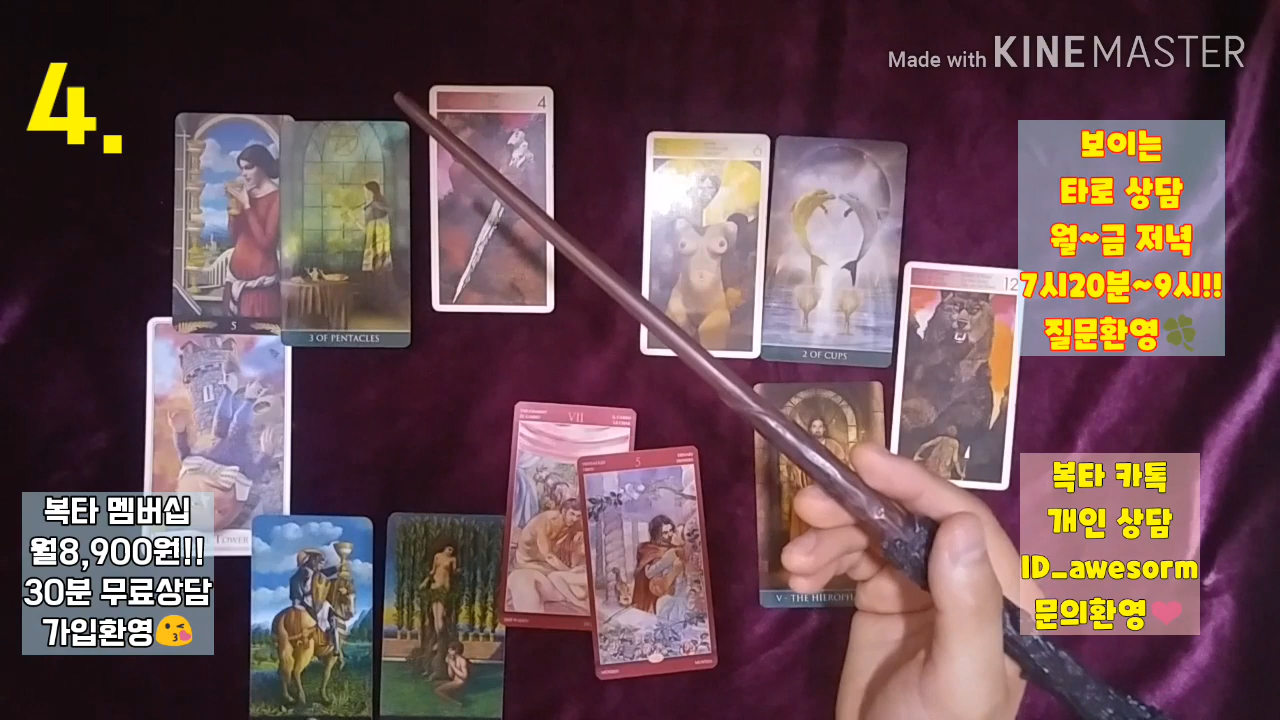 4.
Made with KINEMASTER
보이는
타로 상담
월~금 저녁
7시20분~9시!!
질문환영🍀
복타 카톡
개인 상담
ID_awesorm
문의환영❤
복타 멤버십
월8,900원!!
30분 무료상담
가입환영😘
4
6
12
5
3 OF PENTACLES
2 OF CUPS
TOWER
VII
5
V - THE HIEROPH